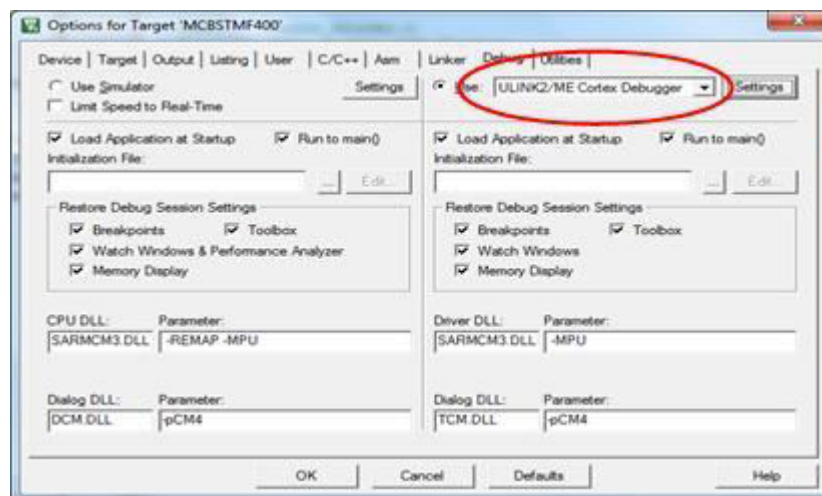 Options for Target 'MCBSTMF400'
Device | Target | Output | Listing | User | C/C++ | Asm | Linker Debug | Utilities |
Use Simulator Settings
Limit Speed to Real-Time
Use: ULINK2/ME Cortex Debugger Settings
Load Application at Startup Run to main()
Initialization File:
... Edit...
Load Application at Startup Run to main()
Initialization File:
... Edit...
Restore Debug Session Settings
Breakpoints Toolbox
Watch Windows & Performance Analyzer
Memory Display
Restore Debug Session Settings
Breakpoints Toolbox
Watch Windows
Memory Display
CPU DLL: Parameter:
SARMCM3.DLL -REMAP -MPU
Driver DLL: Parameter:
SARMCM3.DLL -MPU
Dialog DLL: Parameter:
DCM.DLL -pCM4
Dialog DLL: Parameter:
TCM.DLL -pCM4
OK Cancel Defaults Help